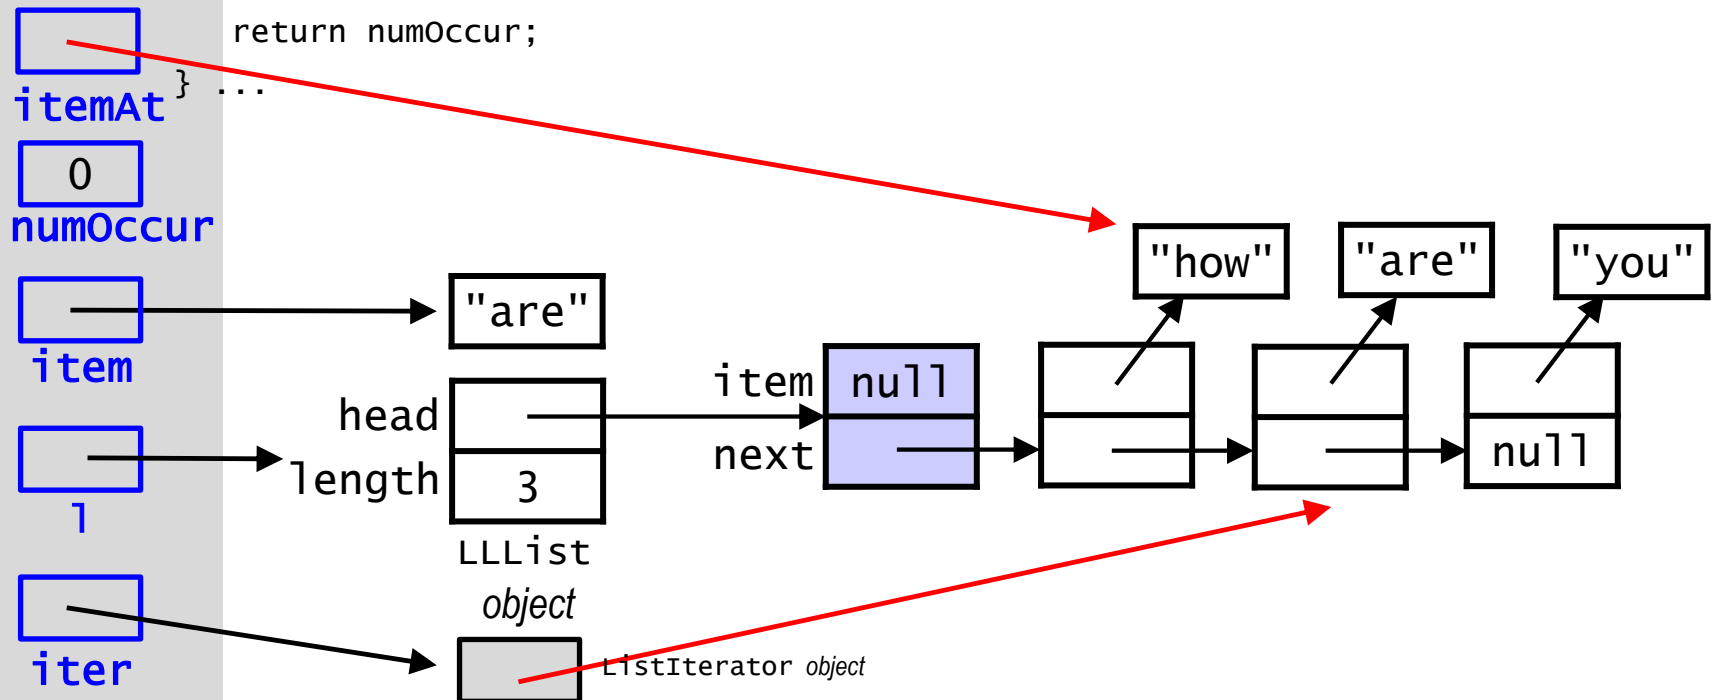 return numOccur;
} ...
itemAt
0
numOccur
"how" "are" "you"
"are"
item
item null
head
next null
length 3
l
LLList
object
iter
ListIterator object